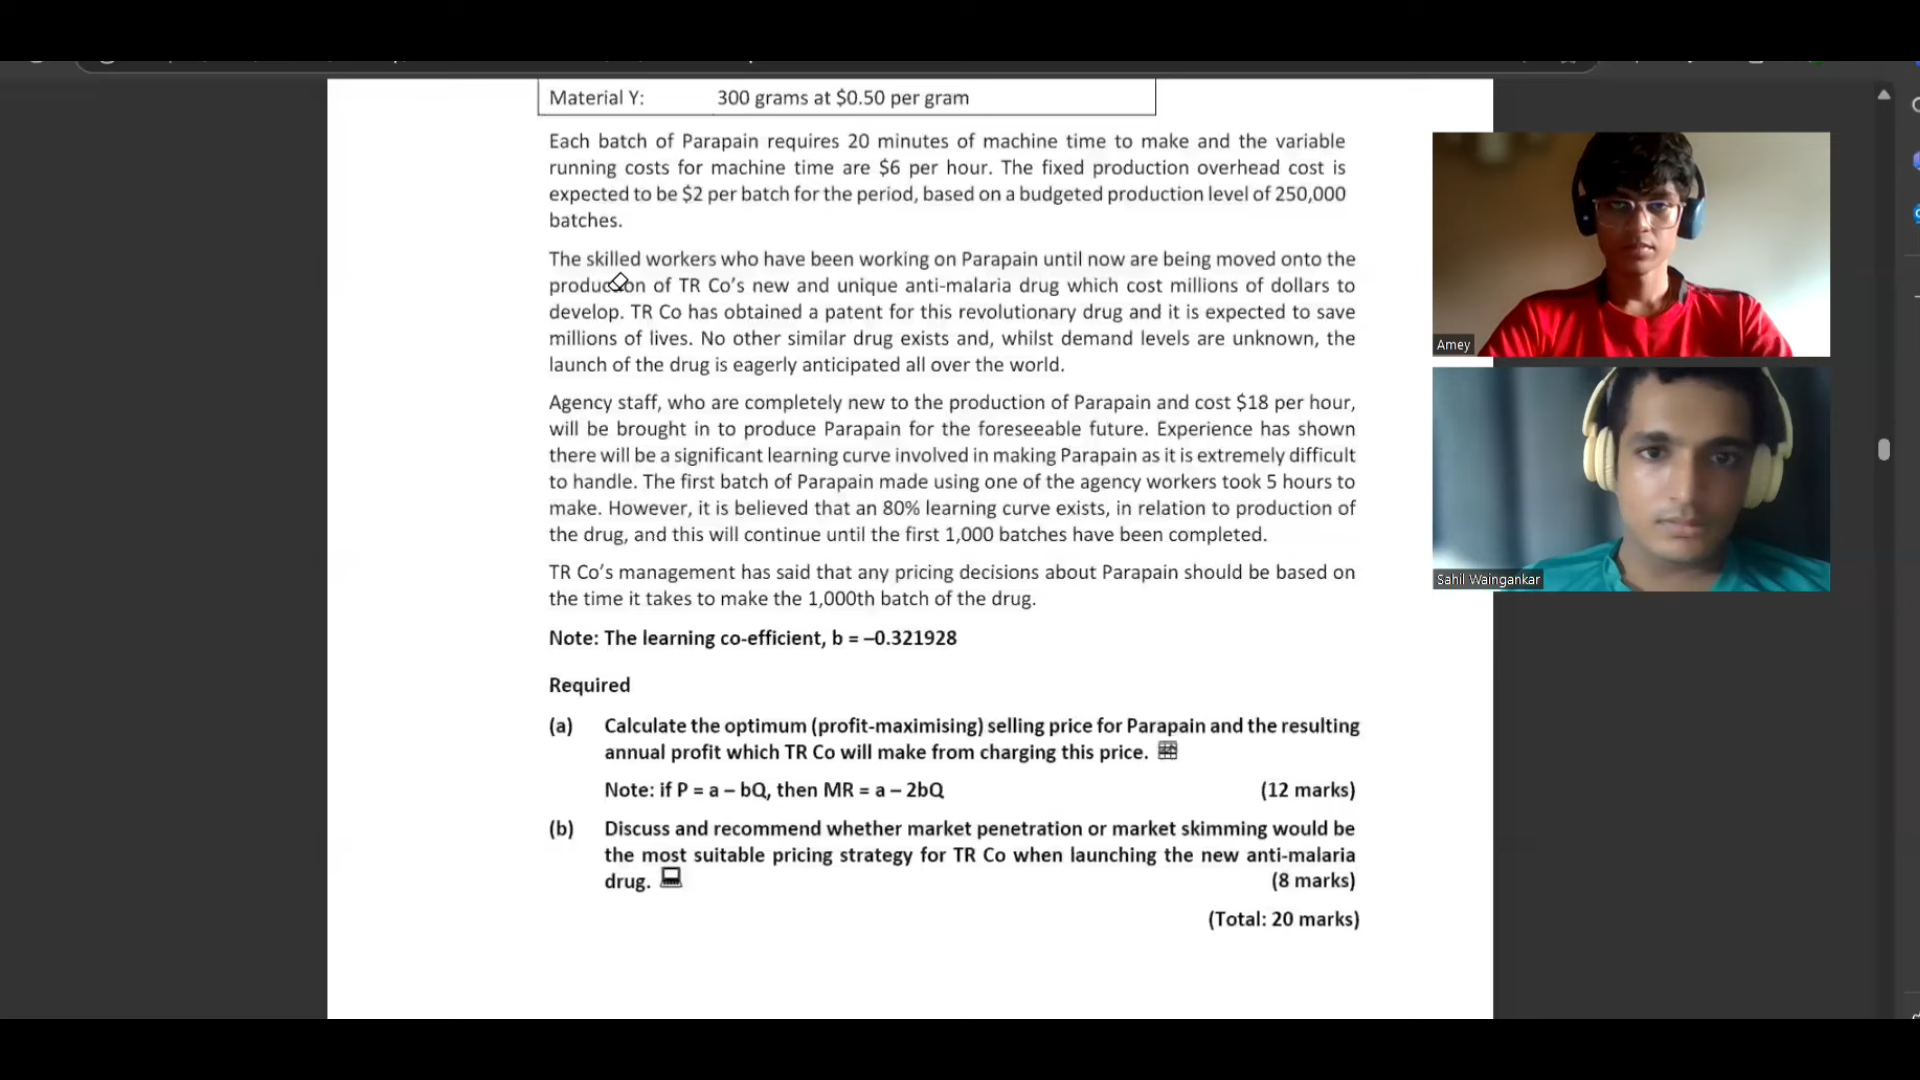 Material Y: 300 grams at $0.50 per gram
Each batch of Parapain requires 20 minutes of machine time to make and the variable
running costs for machine time are $6 per hour. The fixed production overhead cost is
expected to be $2 per batch for the period, based on a budgeted production level of 250,000
batches.
The skilled workers who have been working on Parapain until now are being moved onto the
production of TR Co’s new and unique anti-malaria drug which cost millions of dollars to
develop. TR Co has obtained a patent for this revolutionary drug and it is expected to save
millions of lives. No other similar drug exists and, whilst demand levels are unknown, the
launch of the drug is eagerly anticipated all over the world.
Agency staff, who are completely new to the production of Parapain and cost $18 per hour,
will be brought in to produce Parapain for the foreseeable future. Experience has shown
there will be a significant learning curve involved in making Parapain as it is extremely difficult
to handle. The first batch of Parapain made using one of the agency workers took 5 hours to
make. However, it is believed that an 80% learning curve exists, in relation to production of
the drug, and this will continue until the first 1,000 batches have been completed.
TR Co’s management has said that any pricing decisions about Parapain should be based on
the time it takes to make the 1,000th batch of the drug.
Note: The learning co-efficient, b = –0.321928
Required
(a) Calculate the optimum (profit-maximising) selling price for Parapain and the resulting
annual profit which TR Co will make from charging this price.
Note: if P = a – bQ, then MR = a – 2bQ (12 marks)
(b) Discuss and recommend whether market penetration or market skimming would be
the most suitable pricing strategy for TR Co when launching the new anti-malaria
drug. (8 marks)
(Total: 20 marks)
Amey
Sahil Waingankar